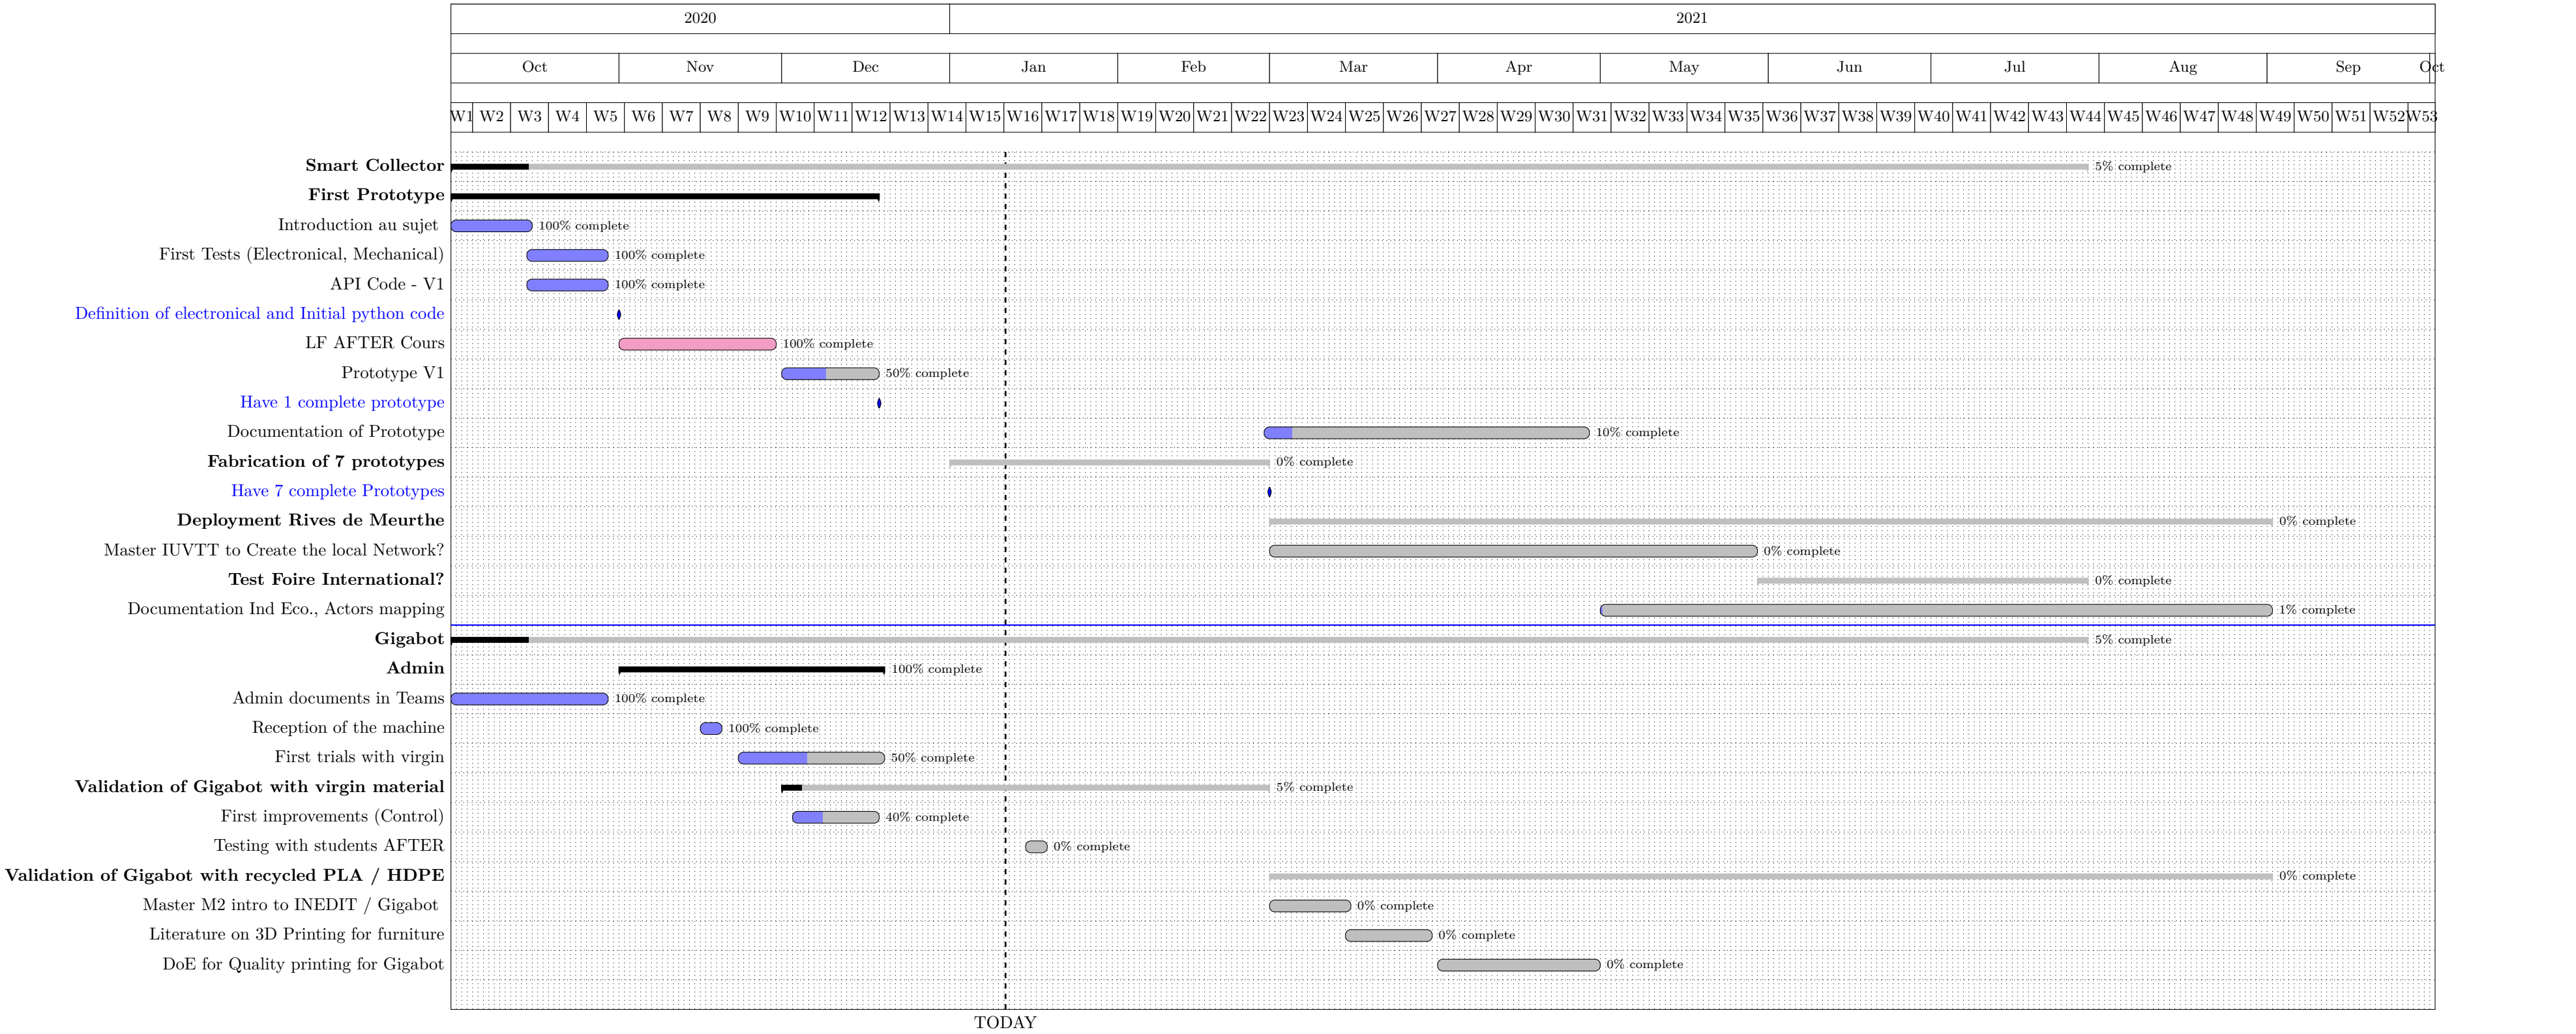 2020 2021
Oct Nov Dec Jan Feb Mar Apr May Jun Jul Aug Sep Oct
W1 W2 W3 W4 W5 W6 W7 W8 W9 W10 W11 W12 W13 W14 W15 W16 W17 W18 W19 W20 W21 W22 W23 W24 W25 W26 W27 W28 W29 W30 W31 W32 W33 W34 W35 W36 W37 W38 W39 W40 W41 W42 W43 W44 W45 W46 W47 W48 W49 W50 W51 W52 W53
Smart Collector 5% complete
First Prototype
Introduction au sujet 100% complete
First Tests (Electronical, Mechanical) 100% complete
API Code - V1 100% complete
Definition of electronical and Initial python code
LF AFTER Cours 100% complete
Prototype V1 50% complete
Have 1 complete prototype
Documentation of Prototype 10% complete
Fabrication of 7 prototypes 0% complete
Have 7 complete Prototypes
Deployment Rives de Meurthe 0% complete
Master IUVTT to Create the local Network? 0% complete
Test Foire International? 0% complete
Documentation Ind Eco., Actors mapping 1% complete
Gigabot 5% complete
Admin 100% complete
Admin documents in Teams 100% complete
Reception of the machine 100% complete
First trials with virgin 50% complete
Validation of Gigabot with virgin material 5% complete
First improvements (Control) 40% complete
Testing with students AFTER 0% complete
Validation of Gigabot with recycled PLA / HDPE 0% complete
Master M2 intro to INEDIT / Gigabot 0% complete
Literature on 3D Printing for furniture 0% complete
DoE for Quality printing for Gigabot 0% complete
TODAY